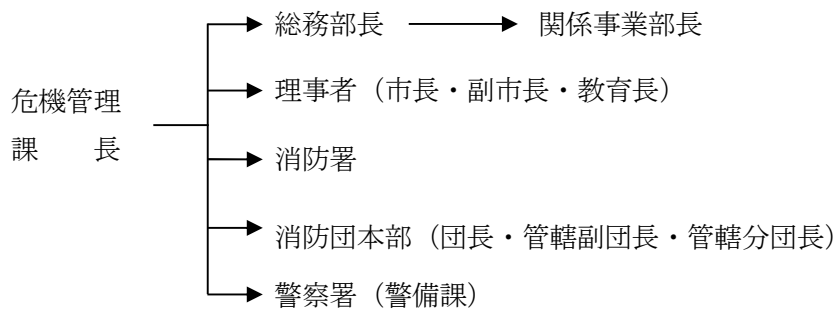 総務部長 関係事業部長
理事者（市長・副市長・教育長）
危機管理
課　　長
消防署
消防団本部（団長・管轄副団長・管轄分団長）
警察署（警備課）